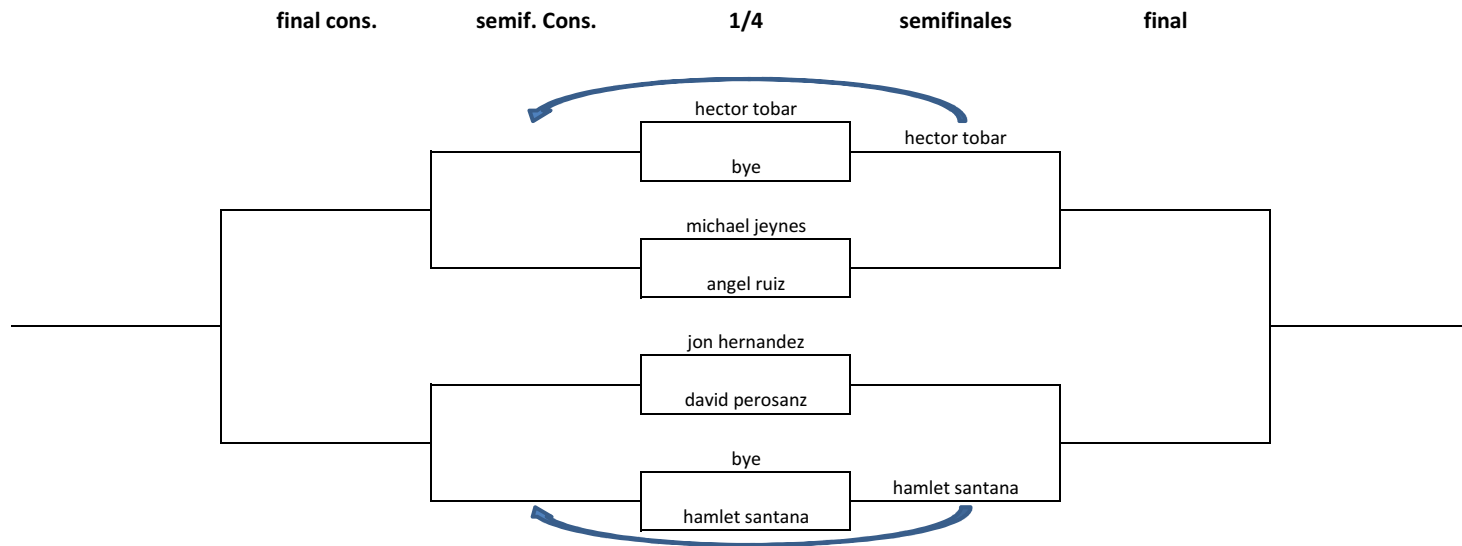 final cons. semif. Cons. 1/4 semifinales final
hector tobar
hector tobar
bye
michael jeynes
angel ruiz
jon hernandez
david perosanz
bye
hamlet santana
hamlet santana